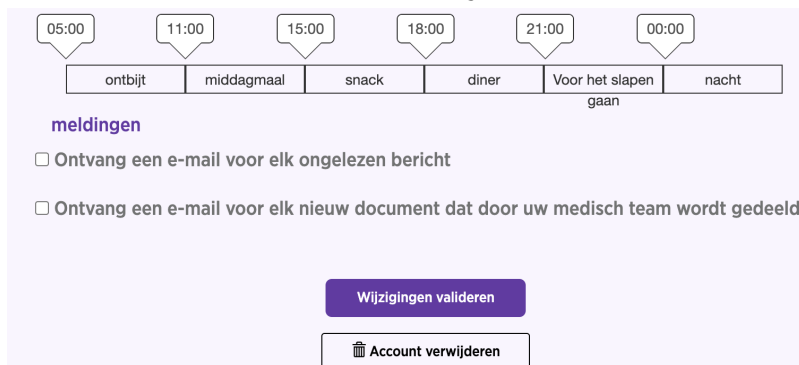 05:00 11:00 15:00 18:00 21:00 00:00
ontbijt middagmaal snack diner Voor het slapen gaan nacht
meldingen
Ontvang een e-mail voor elk ongelezen bericht
Ontvang een e-mail voor elk nieuw document dat door uw medisch team wordt gedeeld
Wijzigingen valideren
Account verwijderen